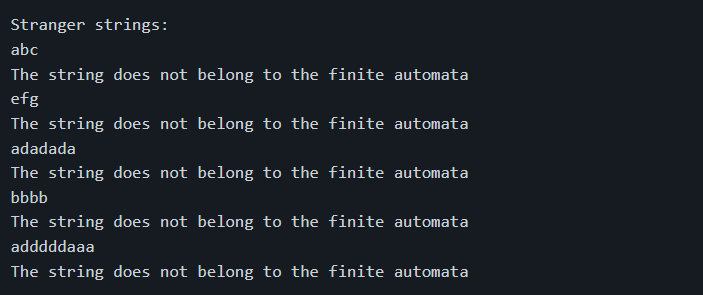 Stranger strings:
abc
The string does not belong to the finite automata
efg
The string does not belong to the finite automata
adadada
The string does not belong to the finite automata
bbbb
The string does not belong to the finite automata
adddddaaa
The string does not belong to the finite automata